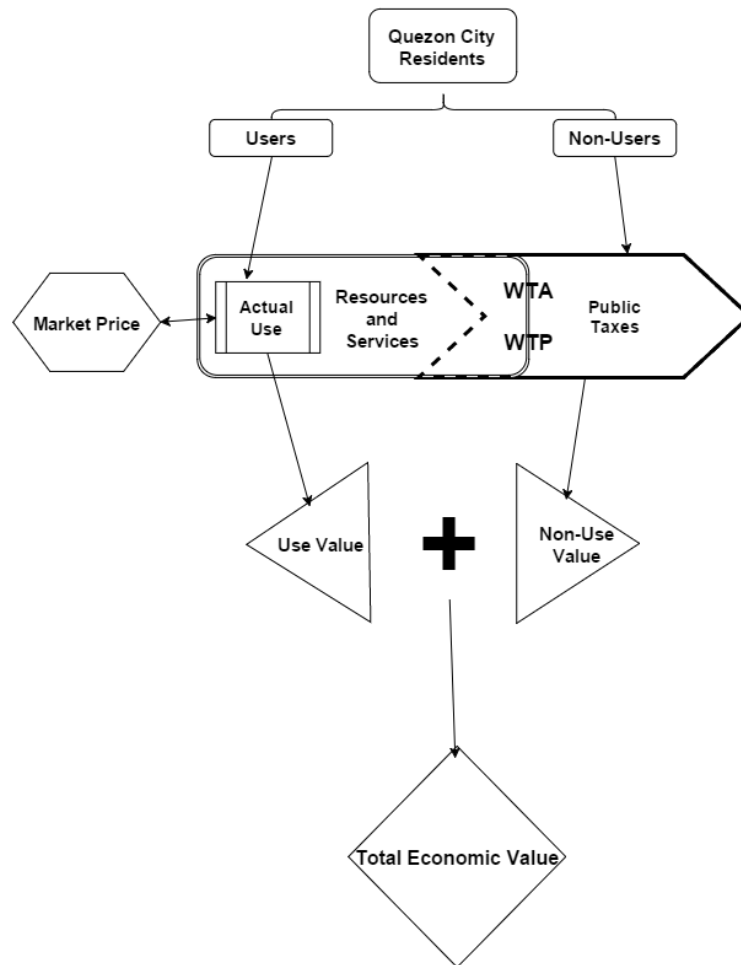 Quezon City
Residents
Users
Non-Users
Market Price
Actual
Use
Resources
and
Services
WTA
WTP
Public
Taxes
Use Value
Non-Use
Value
Total Economic Value